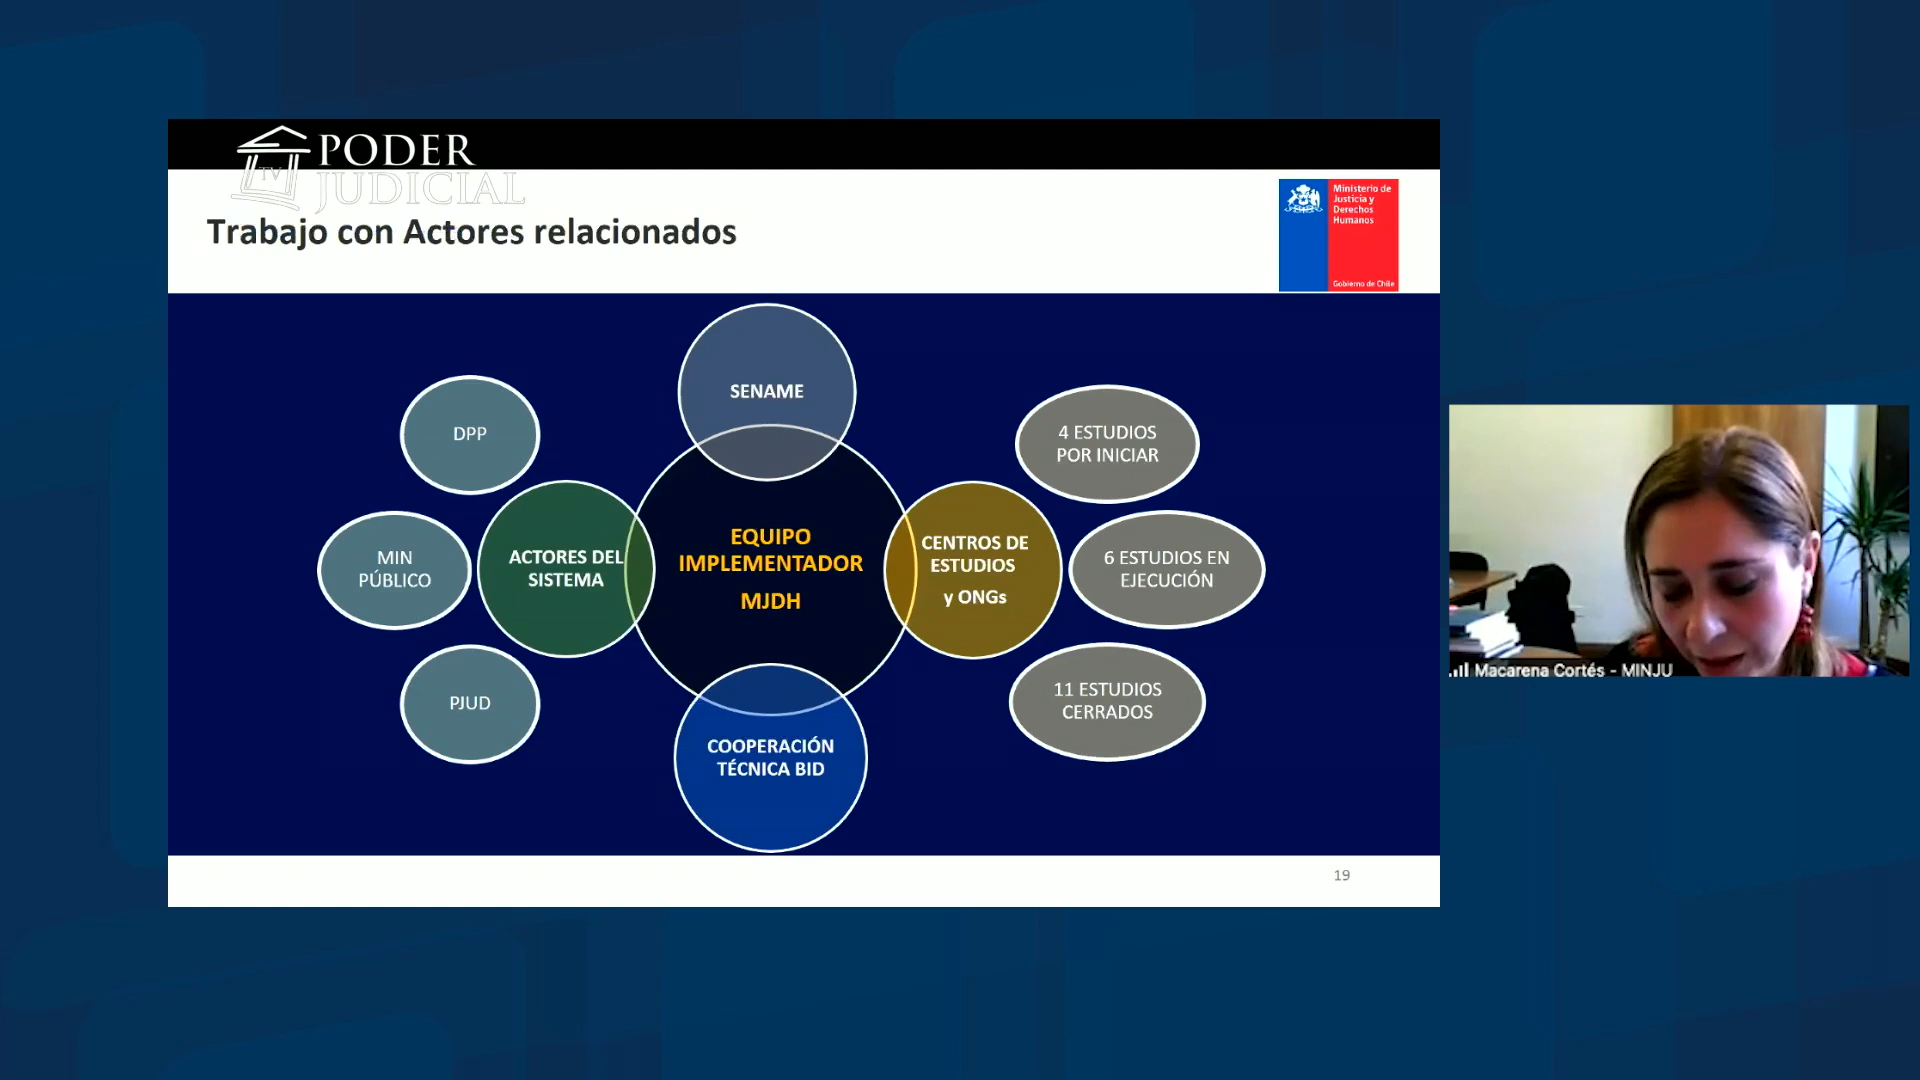 PODER
TV
JUDICIAL
Trabajo con Actores relacionados
Ministerio de
Justicia y
Derechos
Humanos
Gobierno de Chile
SENAME
DPP
4 ESTUDIOS
POR INICIAR
MIN
PÚBLICO
ACTORES DEL
SISTEMA
EQUIPO
IMPLEMENTADOR
MJDH
CENTROS DE
ESTUDIOS
y ONGs
6 ESTUDIOS EN
EJECUCIÓN
PJUD
COOPERACIÓN
TÉCNICA BID
11 ESTUDIOS
CERRADOS
19
Macarena Cortés - MINJU